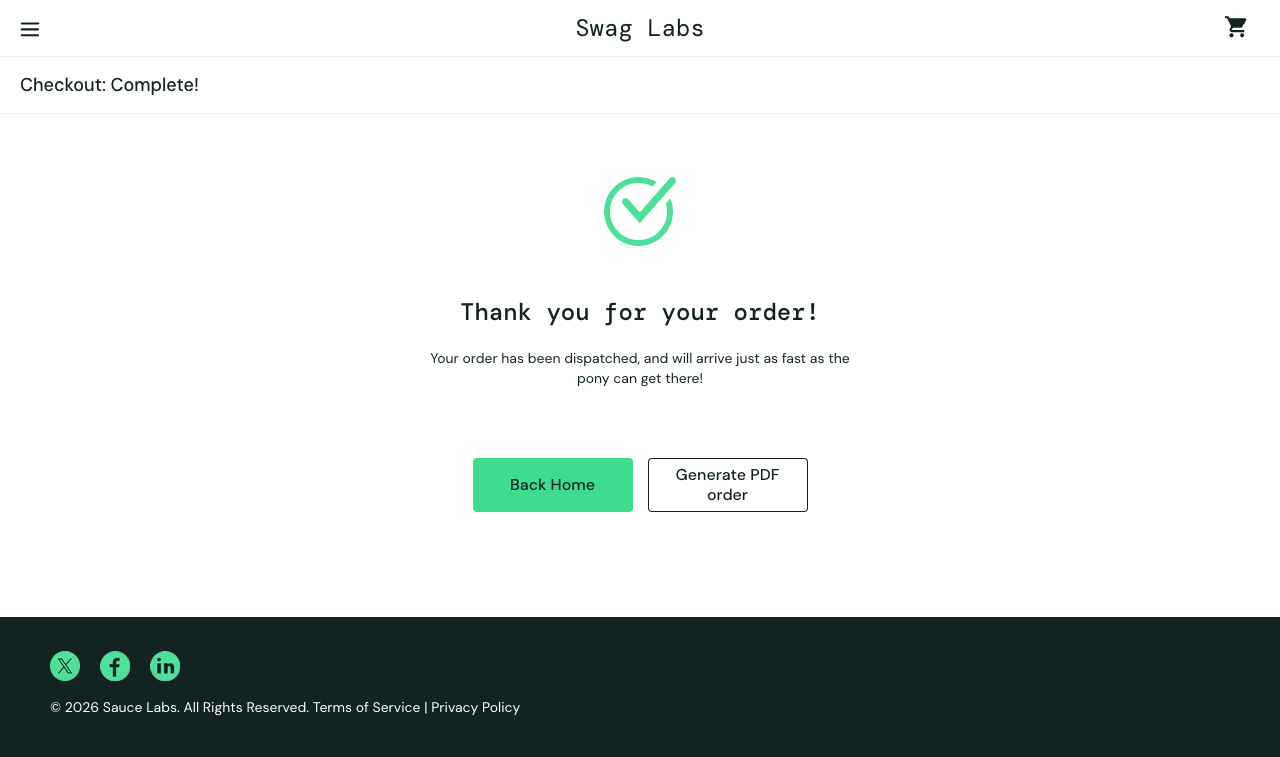 Swag Labs
Checkout: Complete!
Thank you for your order!
Your order has been dispatched, and will arrive just as fast as the
pony can get there!
Back Home
Generate PDF
order
© 2026 Sauce Labs. All Rights Reserved. Terms of Service | Privacy Policy